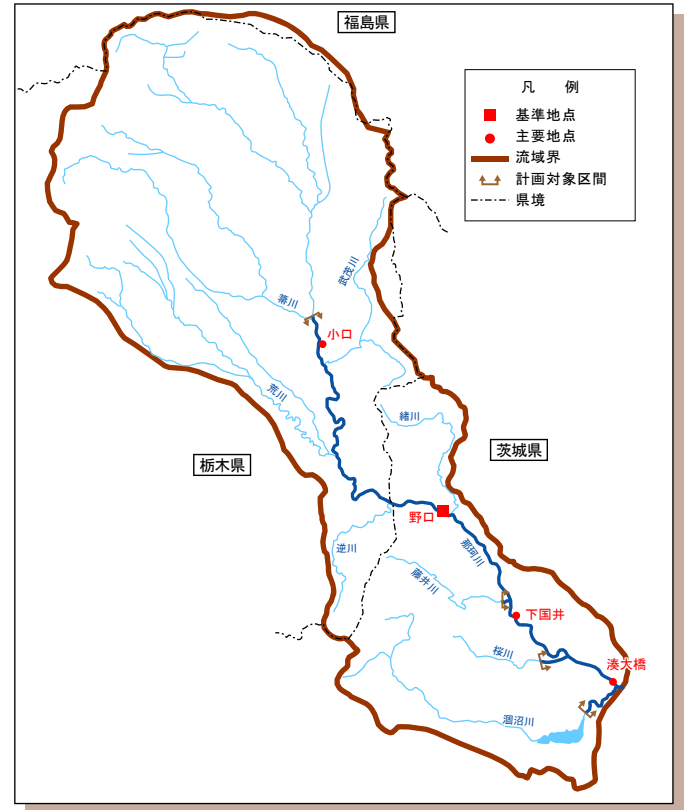 福島県
凡 例
基準地点
主要地点
流域界
計画対象区間
県境
武茂川
箒川
小口
荒川
緒川
茨城県
栃木県
野口
那珂川
逆川
藤井川
下国井
桜川
湊大橋
涸沼川